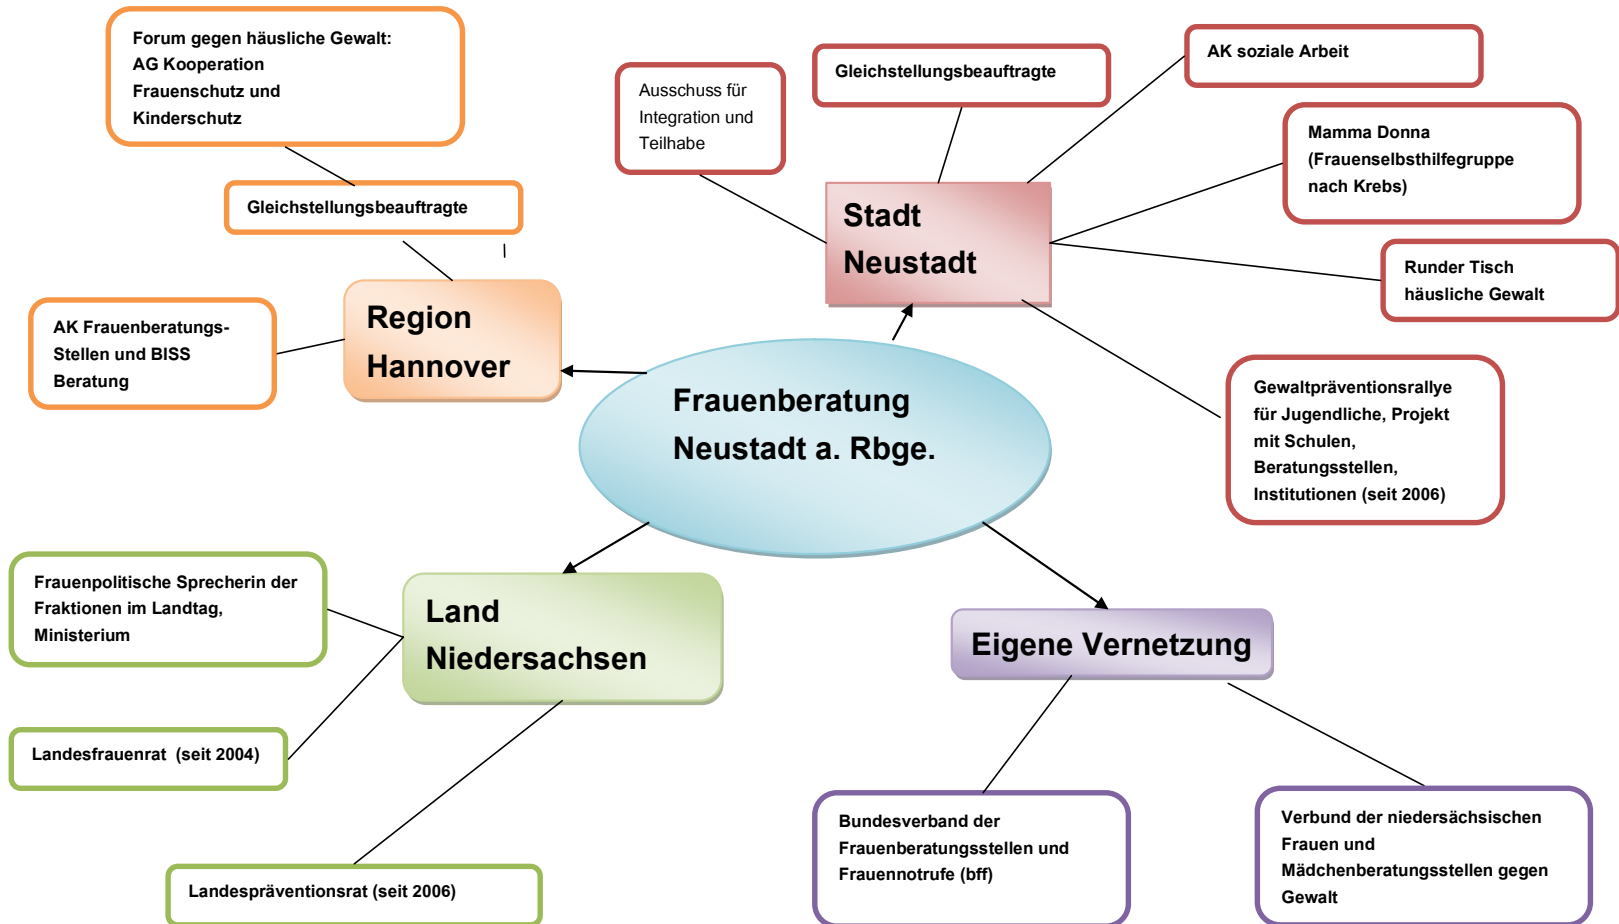 Forum gegen häusliche Gewalt:
AG Kooperation
Frauenschutz und
Kinderschutz
Gleichstellungsbeauftragte
Region
Hannover
AK Frauenberatungs-
Stellen und BISS
Beratung
Ausschuss für
Integration und
Teilhabe
Gleichstellungsbeauftragte
AK soziale Arbeit
Mamma Donna
(Frauenselbsthilfegruppe
nach Krebs)
Stadt
Neustadt
Runder Tisch
häusliche Gewalt
Gewaltpräventionsrallye
für Jugendliche, Projekt
mit Schulen,
Beratungsstellen,
Institutionen (seit 2006)
Frauenberatung
Neustadt a. Rbge.
Frauenpolitische Sprecherin der
Fraktionen im Landtag,
Ministerium
Land
Niedersachsen
Landesfrauenrat (seit 2004)
Landespräventionsrat (seit 2006)
Eigene Vernetzung
Bundesverband der
Frauenberatungsstellen und
Frauennotrufe (bff)
Verbund der niedersächsischen
Frauen und
Mädchenberatungsstellen gegen
Gewalt